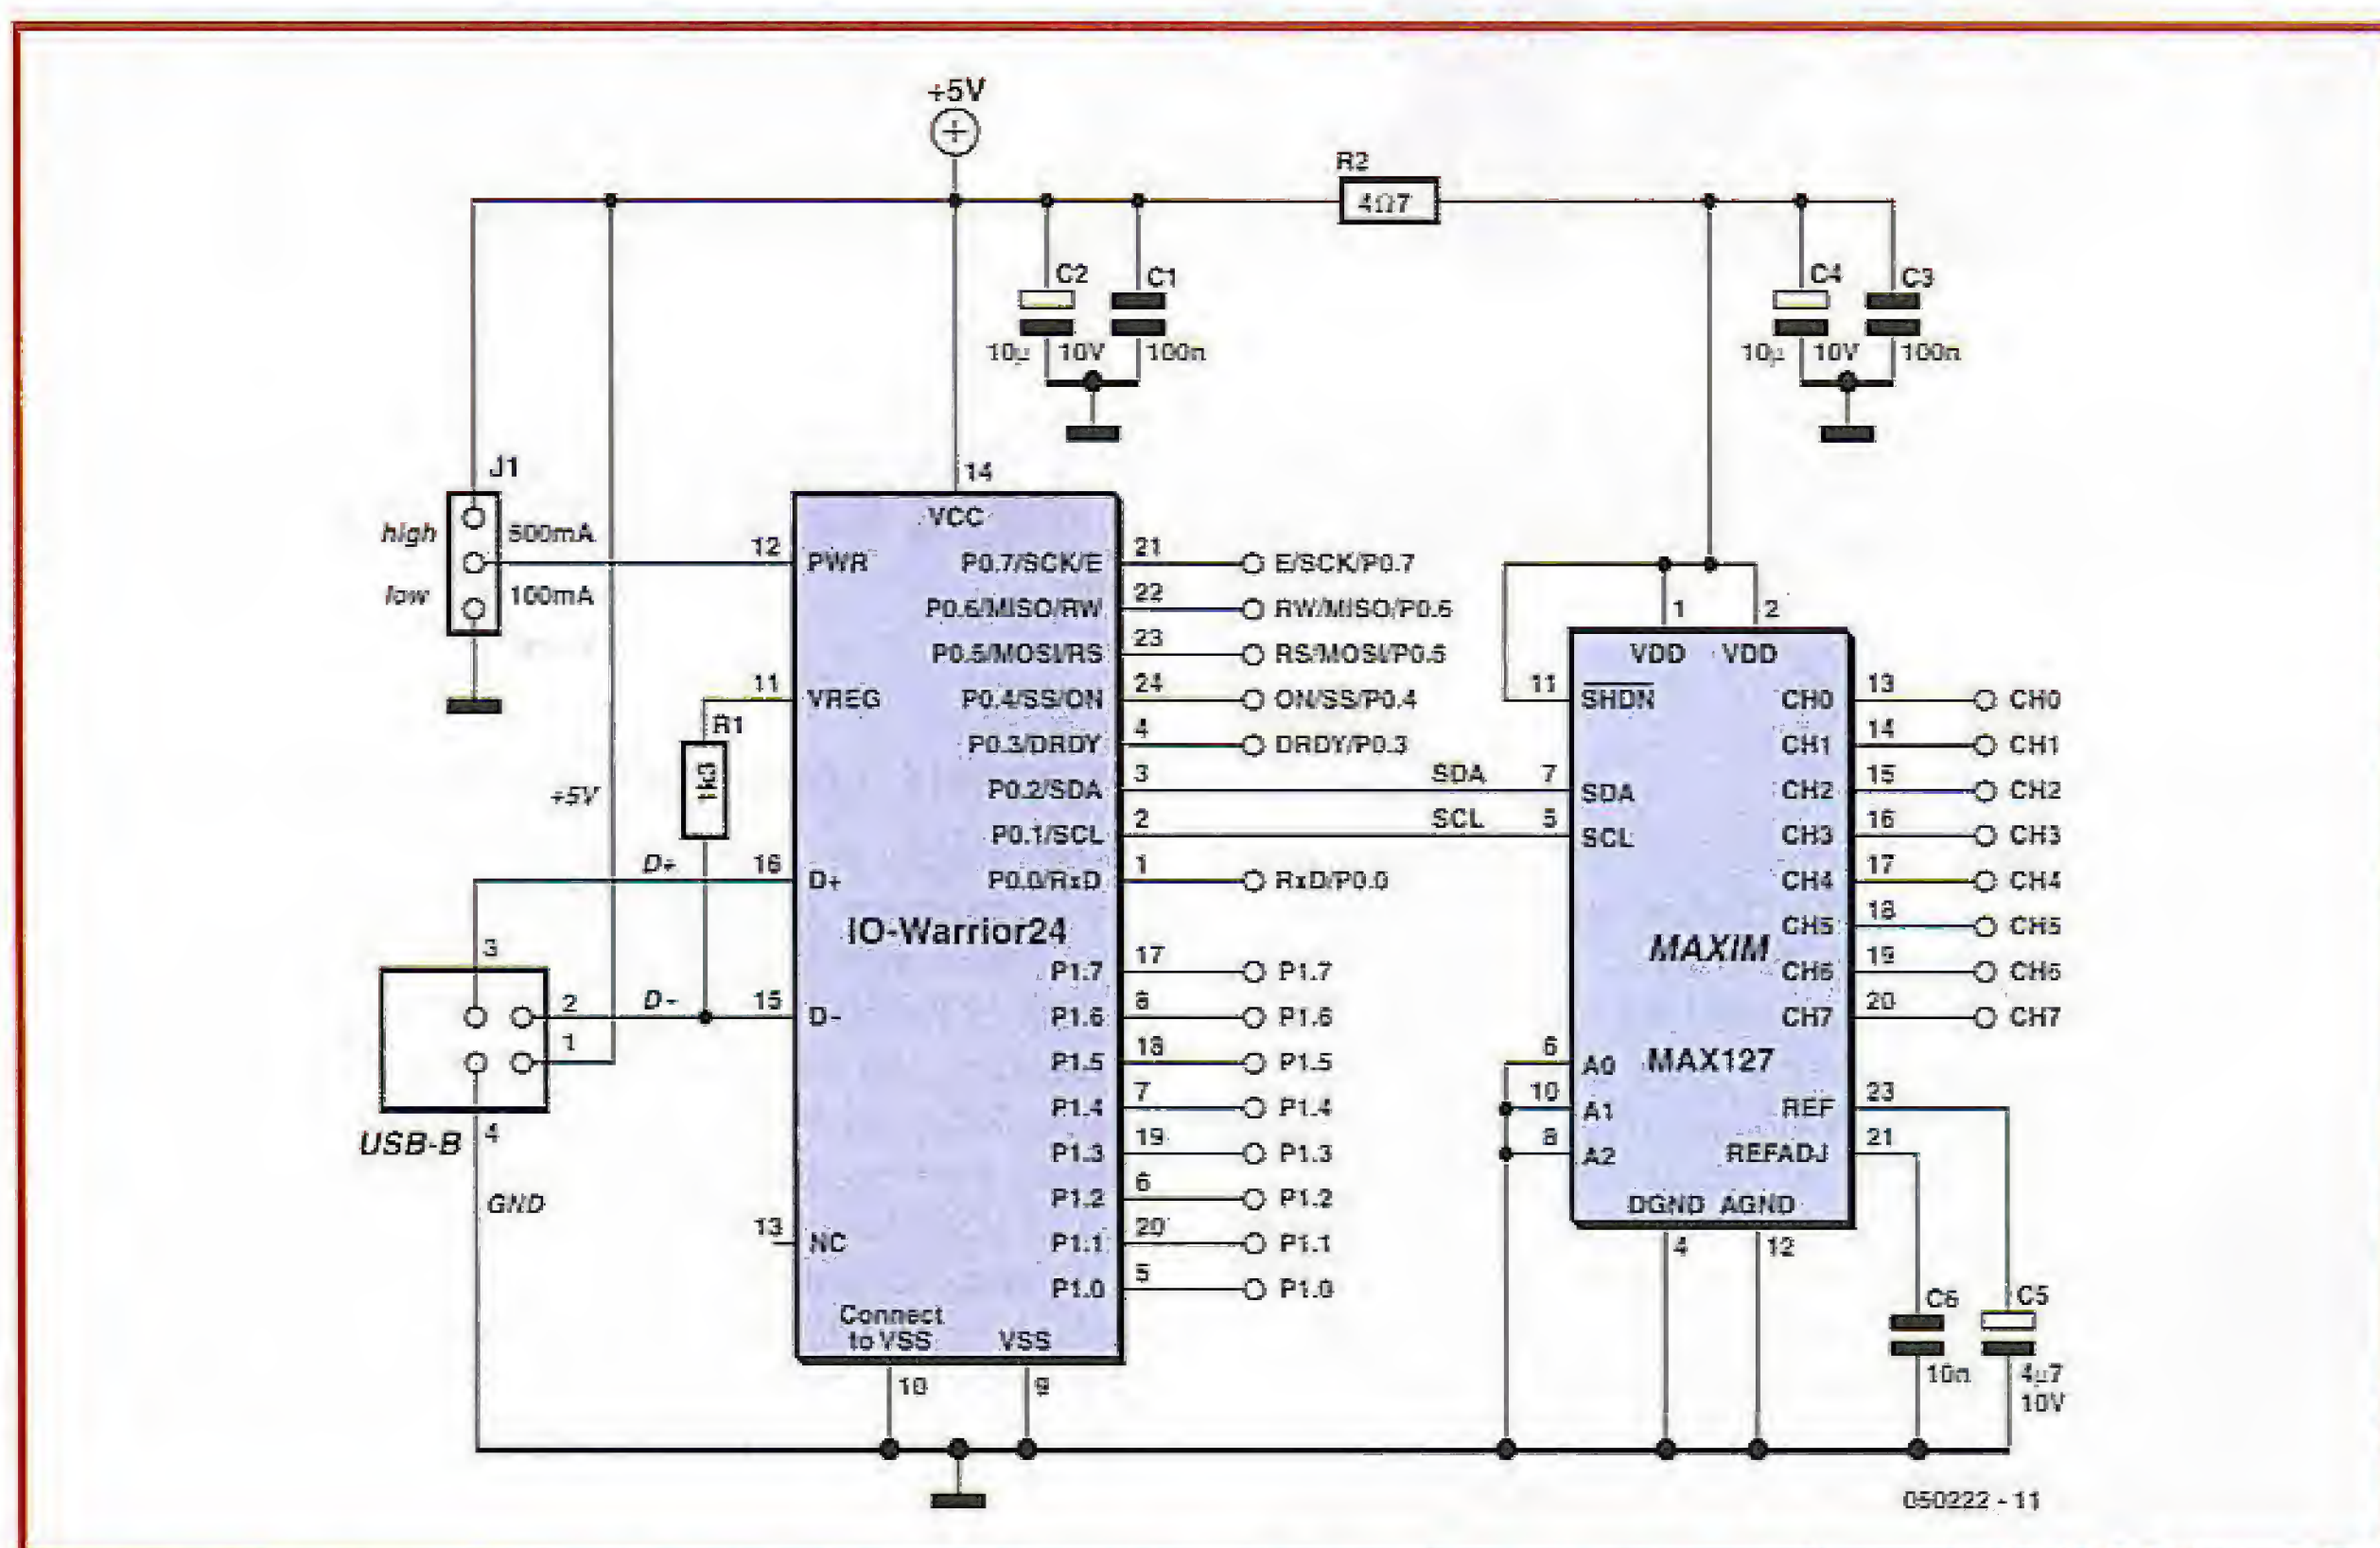 +5V
R2
4Ω7
C2
C1
10µ
10V
100n
C4
C3
10µ
10V
100n
J1
high
500mA
low
100mA
14
VCC
12
PWR
11
VREG
R1
1k3
+5V
D+
16
D+
D-
15
D-
3
2
1
USB-B
4
GND
13
NC
IO-Warrior24
Connect
to VSS
VSS
10
9
P0.7/SCK/E
21
E/SCK/P0.7
P0.6/MISO/RW
22
RW/MISO/P0.6
P0.5/MOSI/RS
23
RS/MOSI/P0.5
P0.4/SS/ON
24
ON/SS/P0.4
P0.3/DRDY
4
DRDY/P0.3
P0.2/SDA
3
SDA
7
SDA
P0.1/SCL
2
SCL
5
SCL
P0.0/RxD
1
RxD/P0.0
P1.7
17
P1.7
P1.6
8
P1.6
P1.5
18
P1.5
P1.4
7
P1.4
P1.3
19
P1.3
P1.2
6
P1.2
P1.1
20
P1.1
P1.0
5
P1.0
1
2
VDD
VDD
11
SHDN
CH0
13
CH0
CH1
14
CH1
CH2
15
CH2
CH3
16
CH3
CH4
17
CH4
CH5
18
CH5
MAXIM
CH6
19
CH6
CH7
20
CH7
6
A0
MAX127
10
A1
REF
23
8
A2
REFADJ
21
DGND
AGND
4
12
C6
10n
C5
4µ7
10V
050222 - 11